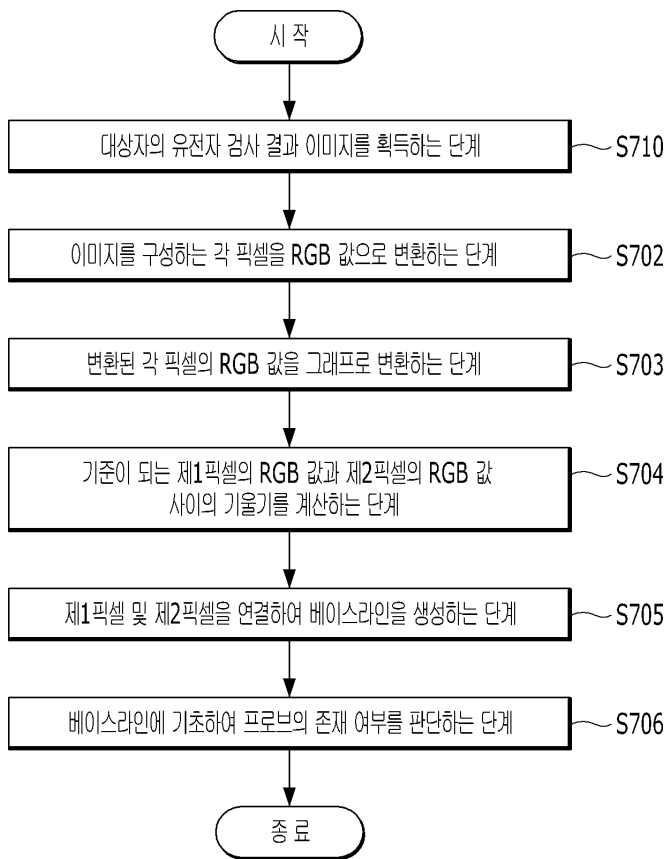 시 작
대상자의 유전자 검사 결과 이미지를 획득하는 단계
S710
이미지를 구성하는 각 픽셀을 RGB 값으로 변환하는 단계
S702
변환된 각 픽셀의 RGB 값을 그래프로 변환하는 단계
S703
기준이 되는 제1픽셀의 RGB 값과 제2픽셀의 RGB 값
사이의 기울기를 계산하는 단계
S704
제1픽셀 및 제2픽셀을 연결하여 베이스라인을 생성하는 단계
S705
베이스라인에 기초하여 프로브의 존재 여부를 판단하는 단계
S706
종 료